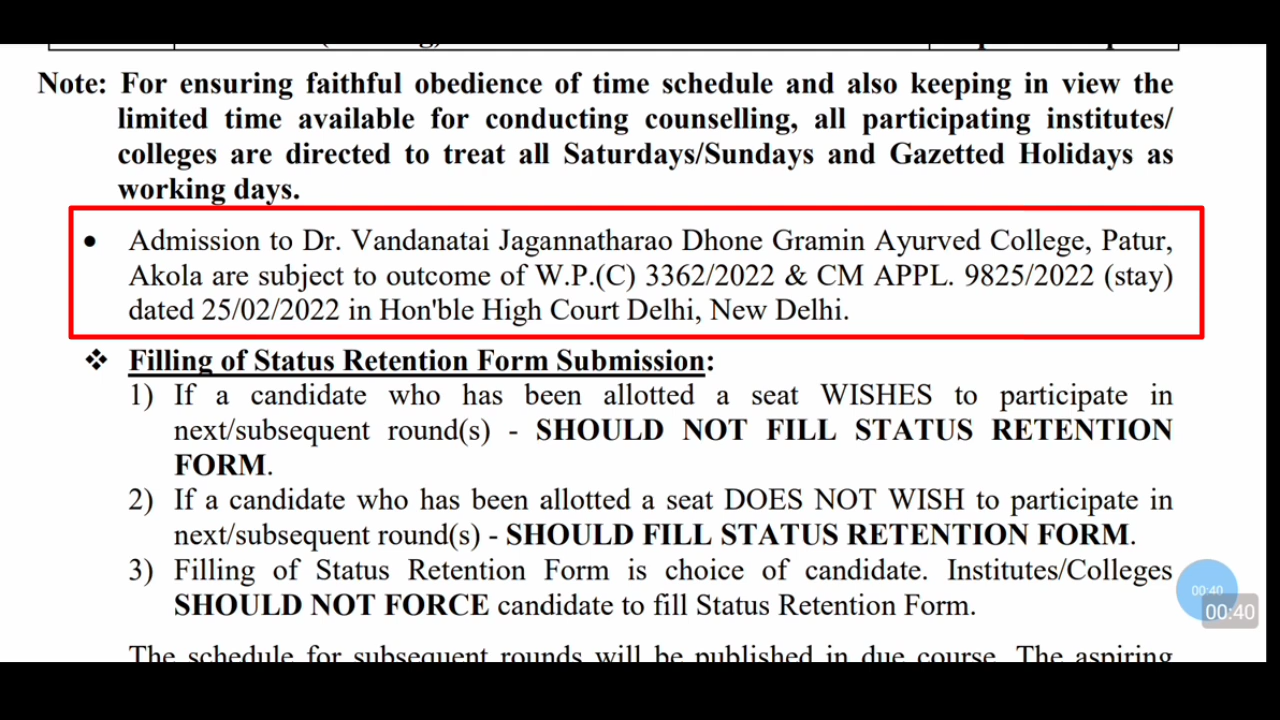 Note: For ensuring faithful obedience of time schedule and also keeping in view the
limited time available for conducting counselling, all participating institutes/
colleges are directed to treat all Saturdays/Sundays and Gazetted Holidays as
working days.
• Admission to Dr. Vandanatai Jagannatharao Dhone Gramin Ayurved College, Patur,
Akola are subject to outcome of W.P.(C) 3362/2022 & CM APPL. 9825/2022 (stay)
dated 25/02/2022 in Hon'ble High Court Delhi, New Delhi.
❖ Filling of Status Retention Form Submission:
1) If a candidate who has been allotted a seat WISHES to participate in
next/subsequent round(s) - SHOULD NOT FILL STATUS RETENTION
FORM.
2) If a candidate who has been allotted a seat DOES NOT WISH to participate in
next/subsequent round(s) - SHOULD FILL STATUS RETENTION FORM.
3) Filling of Status Retention Form is choice of candidate. Institutes/Colleges
SHOULD NOT FORCE candidate to fill Status Retention Form.
00:40
00:40
The schedule for subsequent rounds will be published in due course. The aspiring